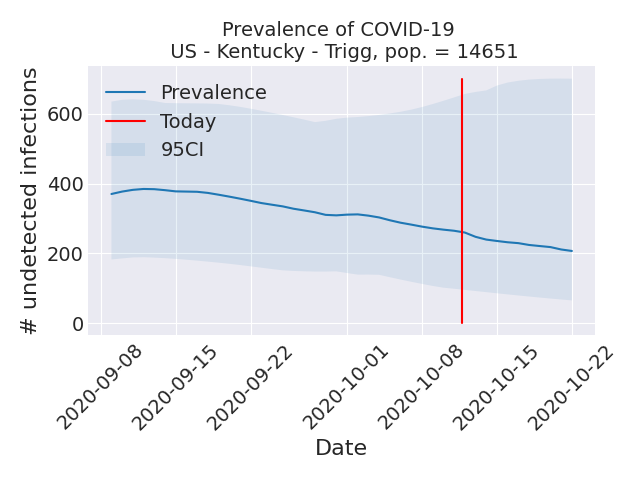 Prevalence of COVID-19
US - Kentucky - Trigg, pop. = 14651
# undetected infections
600
400
200
0
Prevalence
Today
95CI
2020-09-08
2020-09-15
2020-09-22
2020-10-01
2020-10-08
2020-10-15
2020-10-22
Date